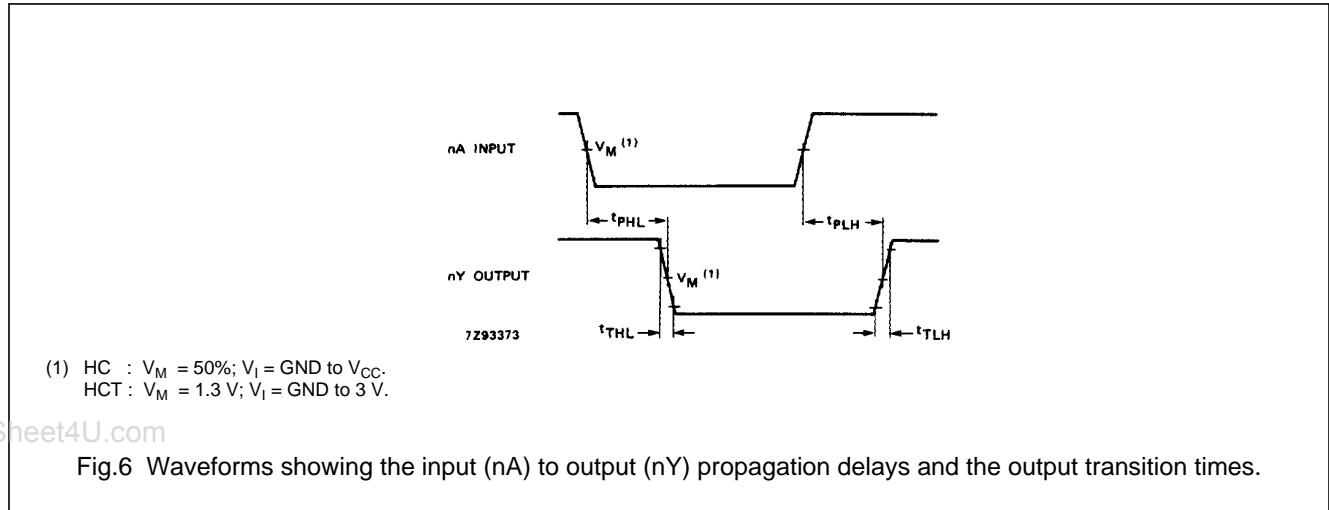 nA INPUT
VM (1)
tPHL
tPLH
nY OUTPUT
VM (1)
7Z93373
tTHL
tTLH
(1) HC : VM = 50%; VI = GND to VCC.
HCT : VM = 1.3 V; VI = GND to 3 V.
heet4U.com
Fig.6 Waveforms showing the input (nA) to output (nY) propagation delays and the output transition times.